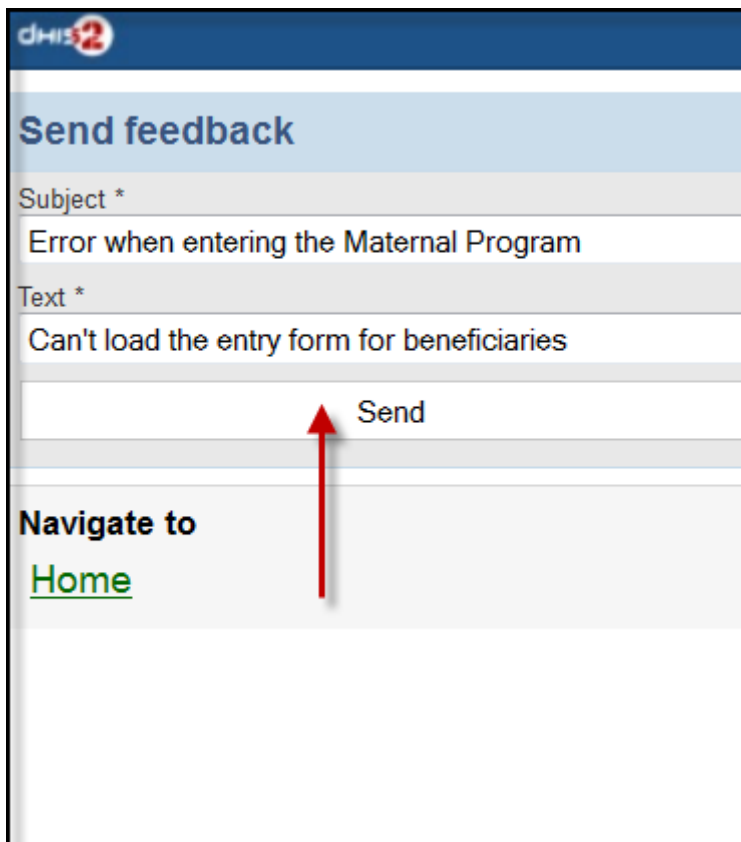 dHIS2
Send feedback
Subject *
Error when entering the Maternal Program
Text *
Can't load the entry form for beneficiaries
Send
Navigate to
Home